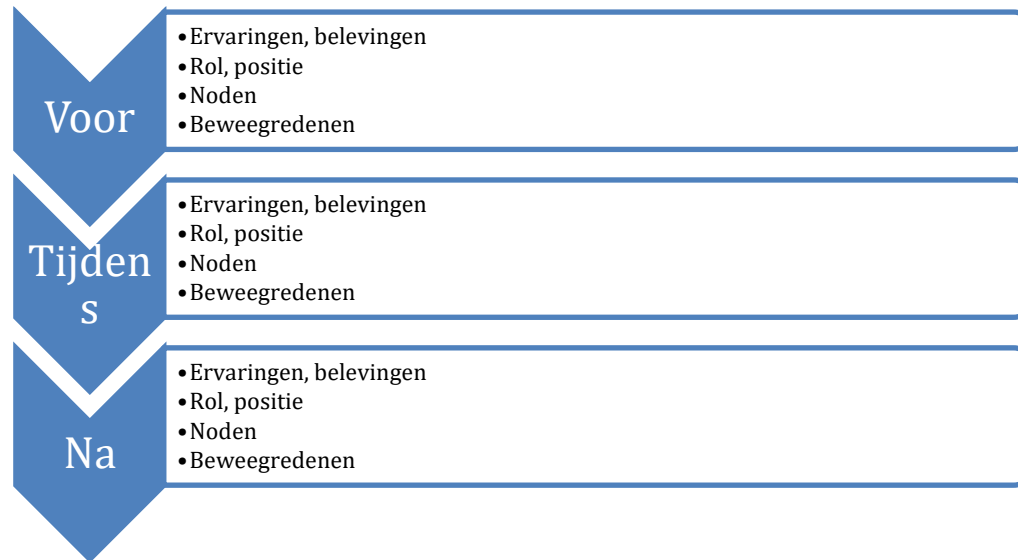 Voor
•Ervaringen, belevingen
•Rol, positie
•Noden
•Beweegredenen
Tijden
s
•Ervaringen, belevingen
•Rol, positie
•Noden
•Beweegredenen
Na
•Ervaringen, belevingen
•Rol, positie
•Noden
•Beweegredenen